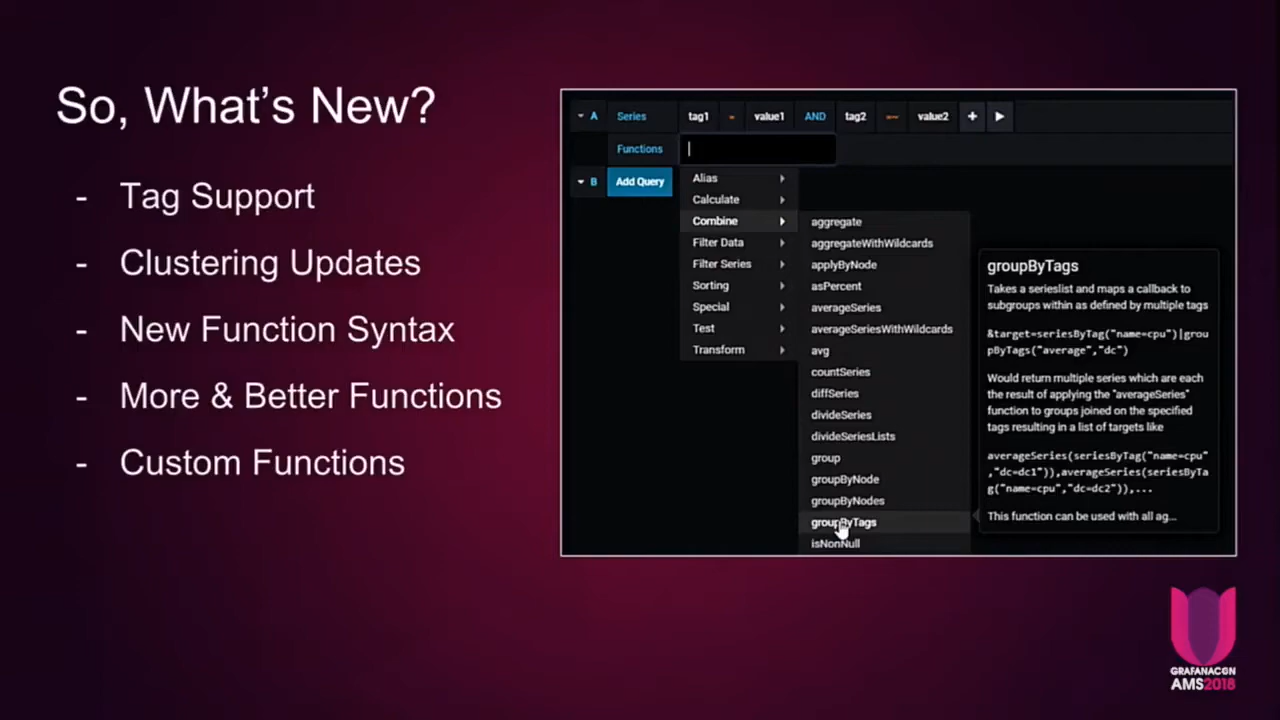 So, What's New?
- Tag Support
- Clustering Updates
- New Function Syntax
- More & Better Functions
- Custom Functions
A Series tag1 = value1 AND tag2 value2
Functions
B Add Query
Alias
Calculate
Combine
Filter Data
Filter Series
Sorting
Special
Test
Transform
aggregate
aggregateWithWildcards
applyByNode
asPercent
averageSeries
averageSeriesWithWildcards
avg
countSeries
diffSeries
divideSeries
divideSeriesLists
group
groupByNode
groupByNodes
groupByTags
isNonNull
groupByTags
Takes a serieslist and maps a callback to
subgroups within as defined by multiple tags
&target=seriesByTag("name=cpu")|grou
pByTags("average","dc")
Would return multiple series which are each
the result of applying the "averageSeries"
function to groups joined on the specified
tags resulting in a list of targets like
averageSeries(seriesByTag("name=cpu"
,"dc=dc1")),averageSeries(seriesByTa
g("name=cpu","dc=dc2")),...
This function can be used with all ag...
GRAFANACON
AMS2018